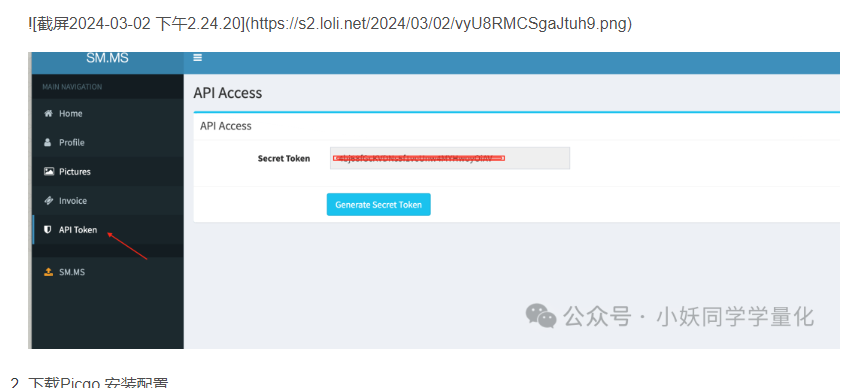 ![截屏2024-03-02 下午2.24.20](https://s2.loli.net/2024/03/02/vyU8RMCSgaJtuh9.png)
SM.MS
MAIN NAVIGATION
API Access
Home
API Access
Profile
Secret Token
Pictures
Invoice
Generate Secret Token
API Token
SM.MS
公众号 · 小妖同学学量化
2. 下载Picgo 安装配置